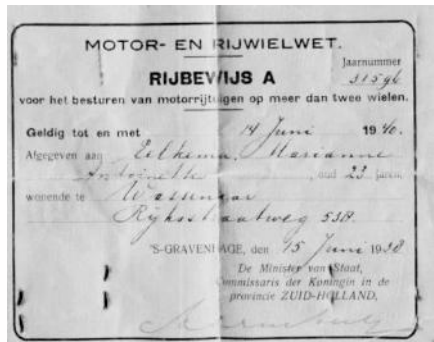 MOTOR- EN RIJWIELWET.
Jaarnummer
RIJBEWIJS A 31596
voor het besturen van motorrijtuigen op meer dan twee wielen.
Geldig tot en met 14 Juni 1940.
Afgegeven aan Eelkema, Marianne
Antoinette, oud 23 jaren,
wonende te Wassenaar
Rijksstraatweg 538.
'S-GRAVENHAGE, den 15 Juni 1938
De Minister van Staat,
Commissaris der Koningin in de
provincie ZUID-HOLLAND,